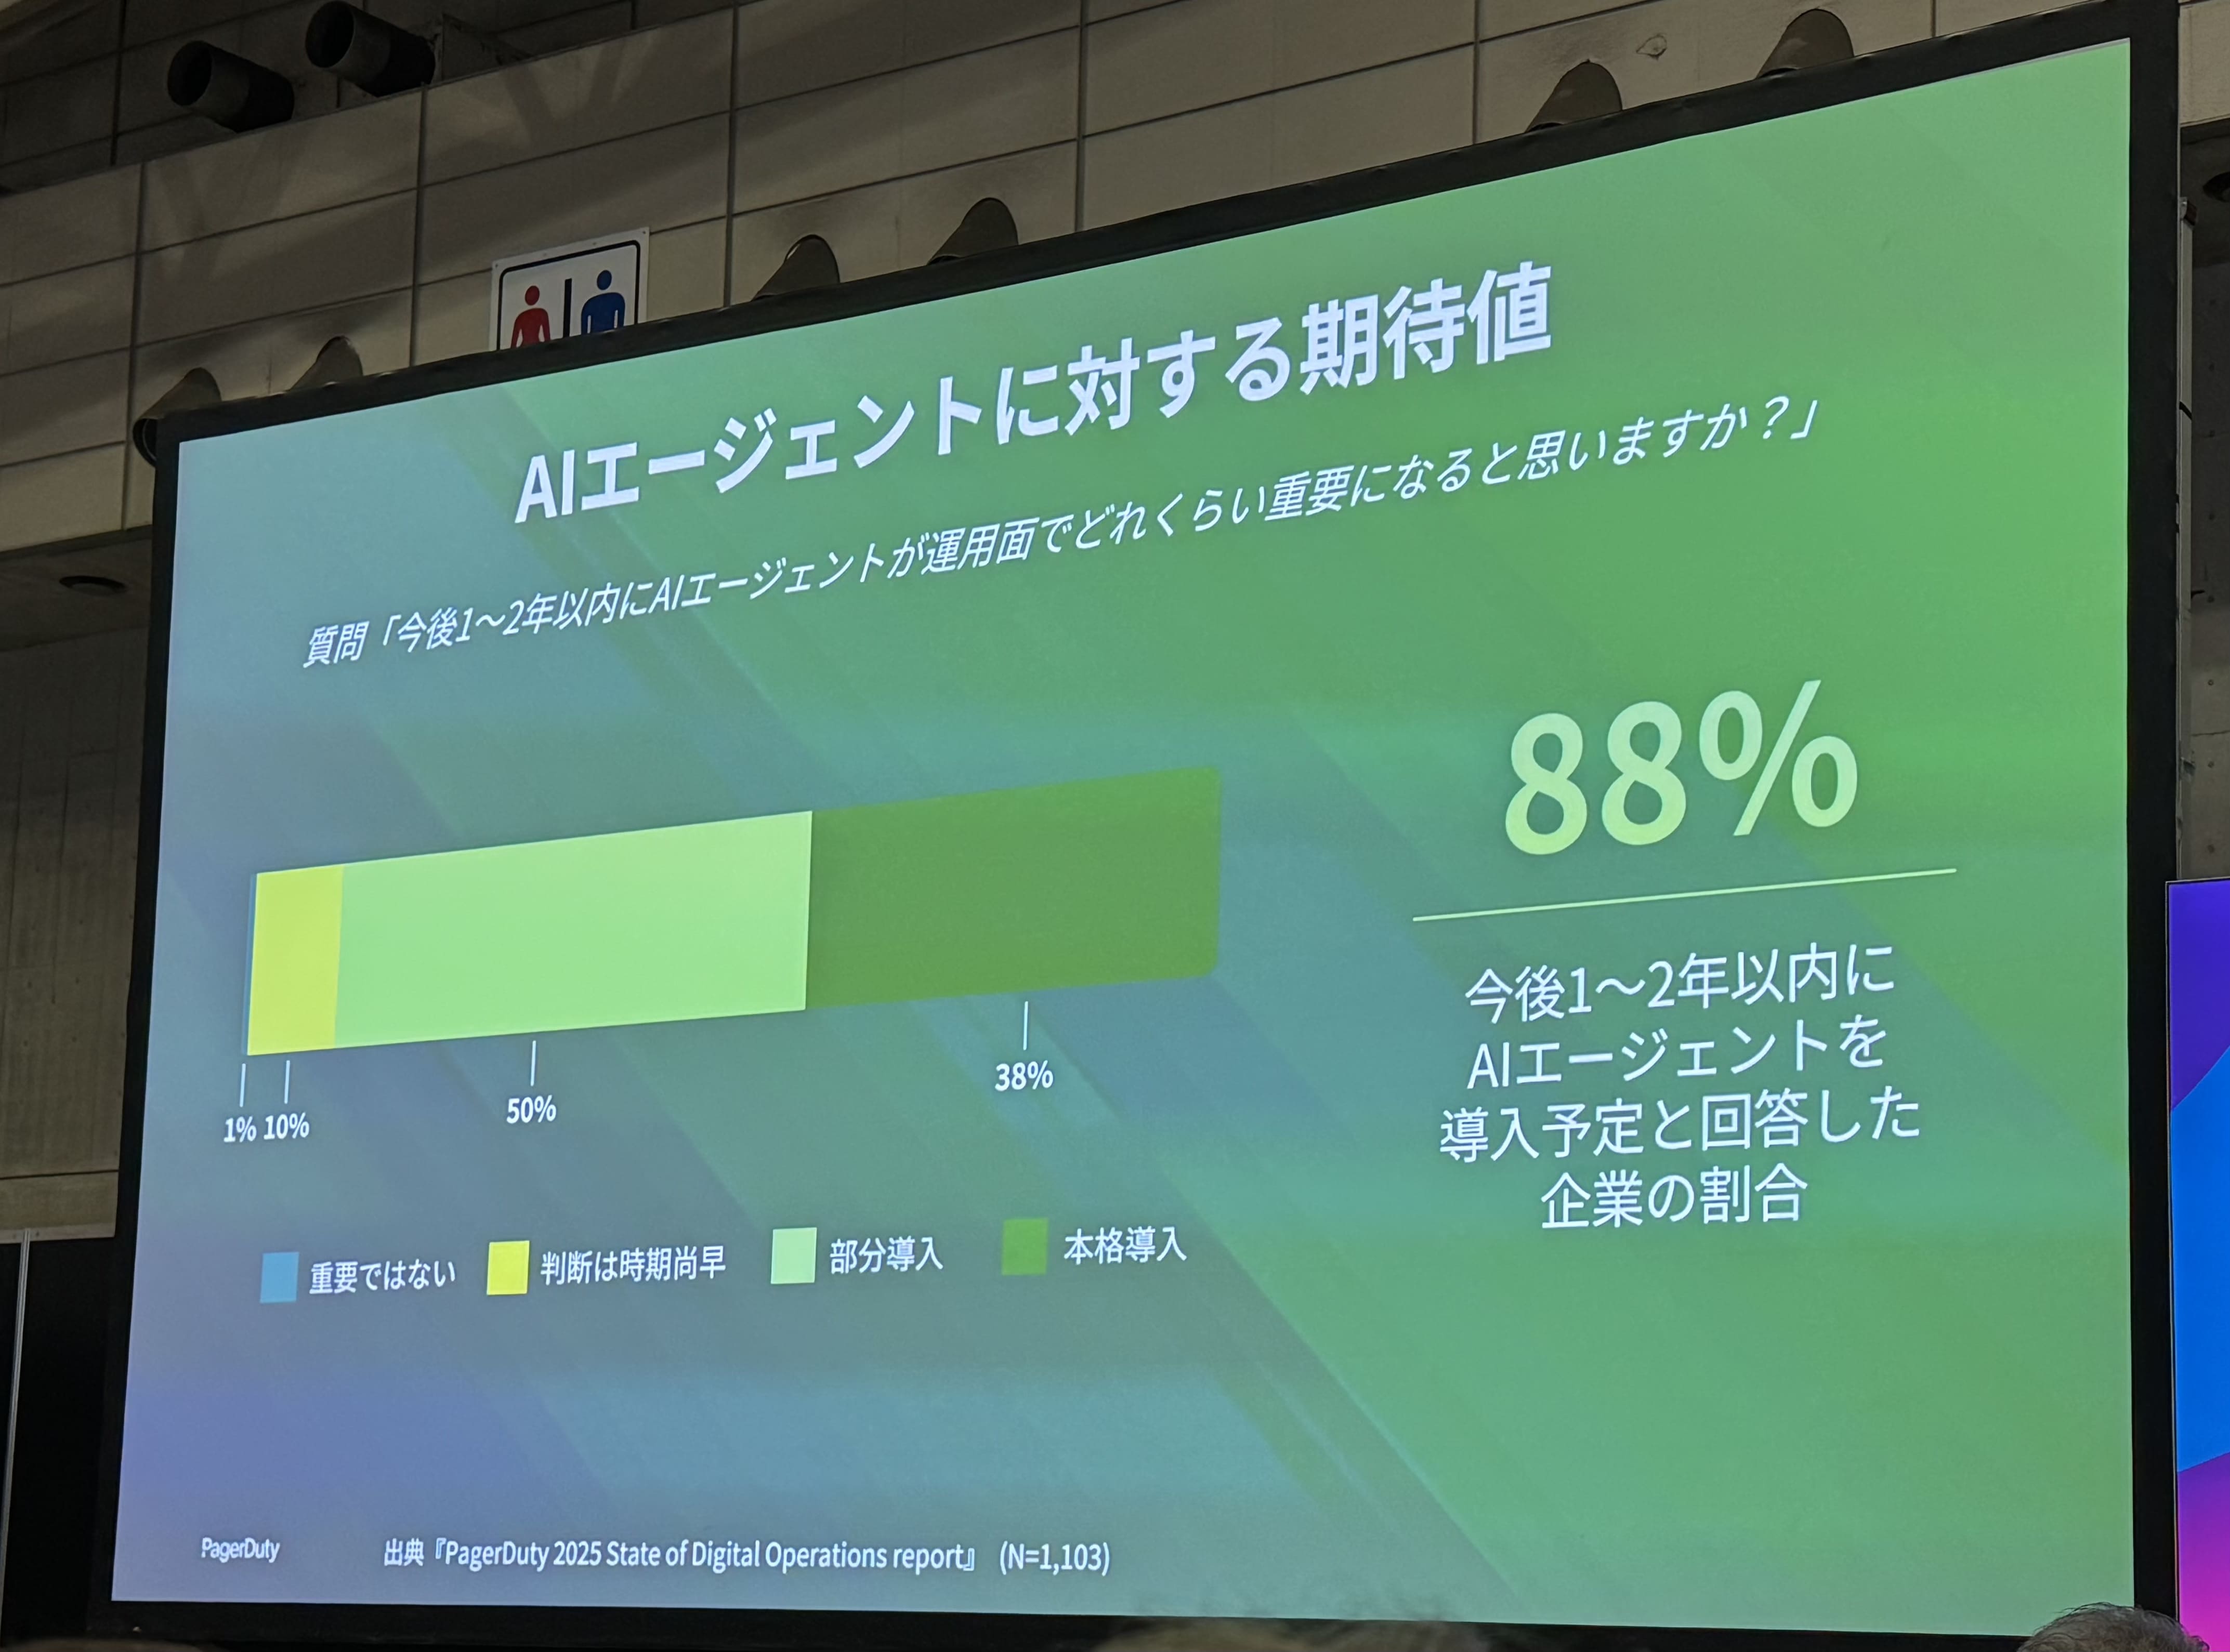 AIエージェントに対する期待値
質問「今後1〜2年以内にAIエージェントが運用面でどれくらい重要になると思いますか？」
1% 10% 50% 38%
重要ではない 判断は時期尚早 部分導入 本格導入
88%
今後1〜2年以内に
AIエージェントを
導入予定と回答した
企業の割合
PagerDuty 出典『PagerDuty 2025 State of Digital Operations report』 (N=1,103)